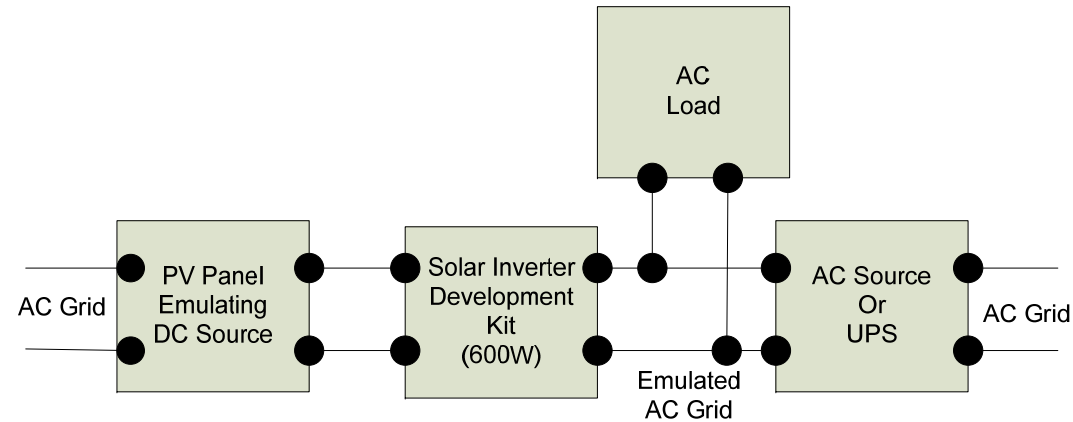 AC
Load
AC Grid
PV Panel
Emulating
DC Source
Solar Inverter
Development
Kit
(600W)
Emulated
AC Grid
AC Source
Or
UPS
AC Grid